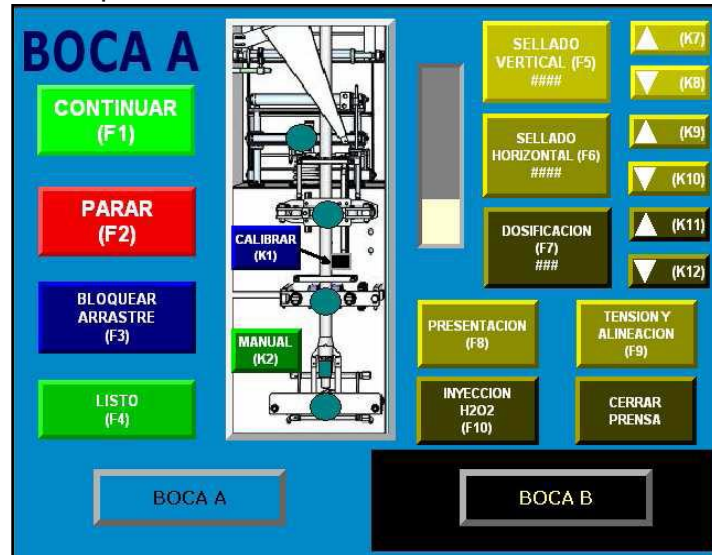 BOCA A
CONTINUAR
(F1)
PARAR
(F2)
BLOQUEAR
ARRASTRE
(F3)
LISTO
(F4)
CALIBRAR
(K1)
MANUAL
(K2)
SELLADO
VERTICAL (F5)
####
(K7)
(K8)
SELLADO
HORIZONTAL (F6)
####
(K9)
(K10)
DOSIFICACION
(F7)
###
(K11)
(K12)
PRESENTACION
(F8)
TENSION Y
ALINEACION
(F9)
INYECCION
H2O2
(F10)
CERRAR
PRENSA
BOCA A
BOCA B